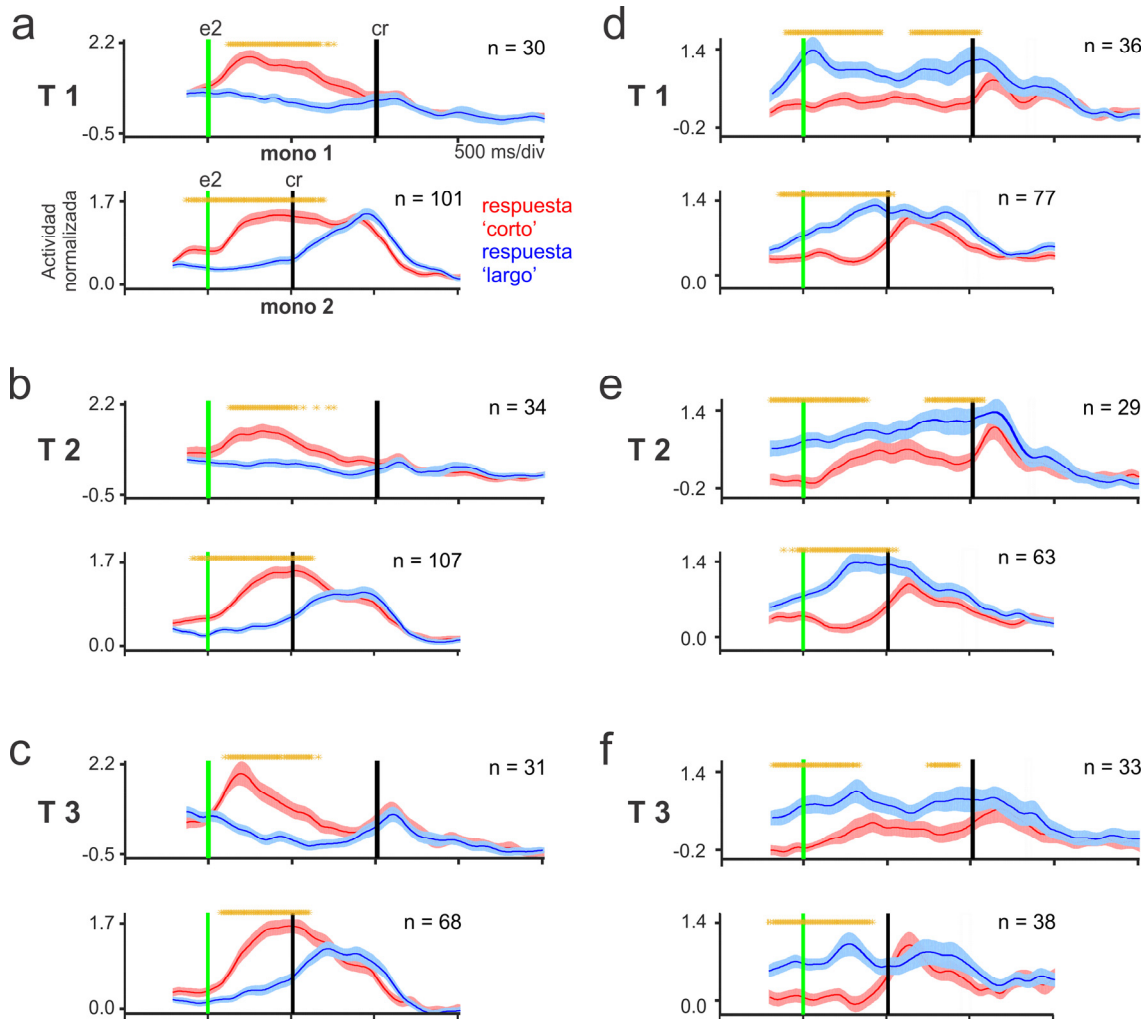 a
e2
cr
2.2
n = 30
T 1
-0.5
mono 1
500 ms/div
e2
cr
1.7
n = 101
respuesta
'corto'
respuesta
'largo'
Actividad
normalizada
0.0
mono 2
b
2.2
n = 34
T 2
-0.5
1.7
n = 107
0.0
c
2.2
n = 31
T 3
-0.5
1.7
n = 68
0.0
d
1.4
n = 36
T 1
-0.2
1.4
n = 77
0.0
e
1.4
n = 29
T 2
-0.2
1.4
n = 63
0.0
f
1.4
n = 33
T 3
-0.2
1.4
n = 38
0.0